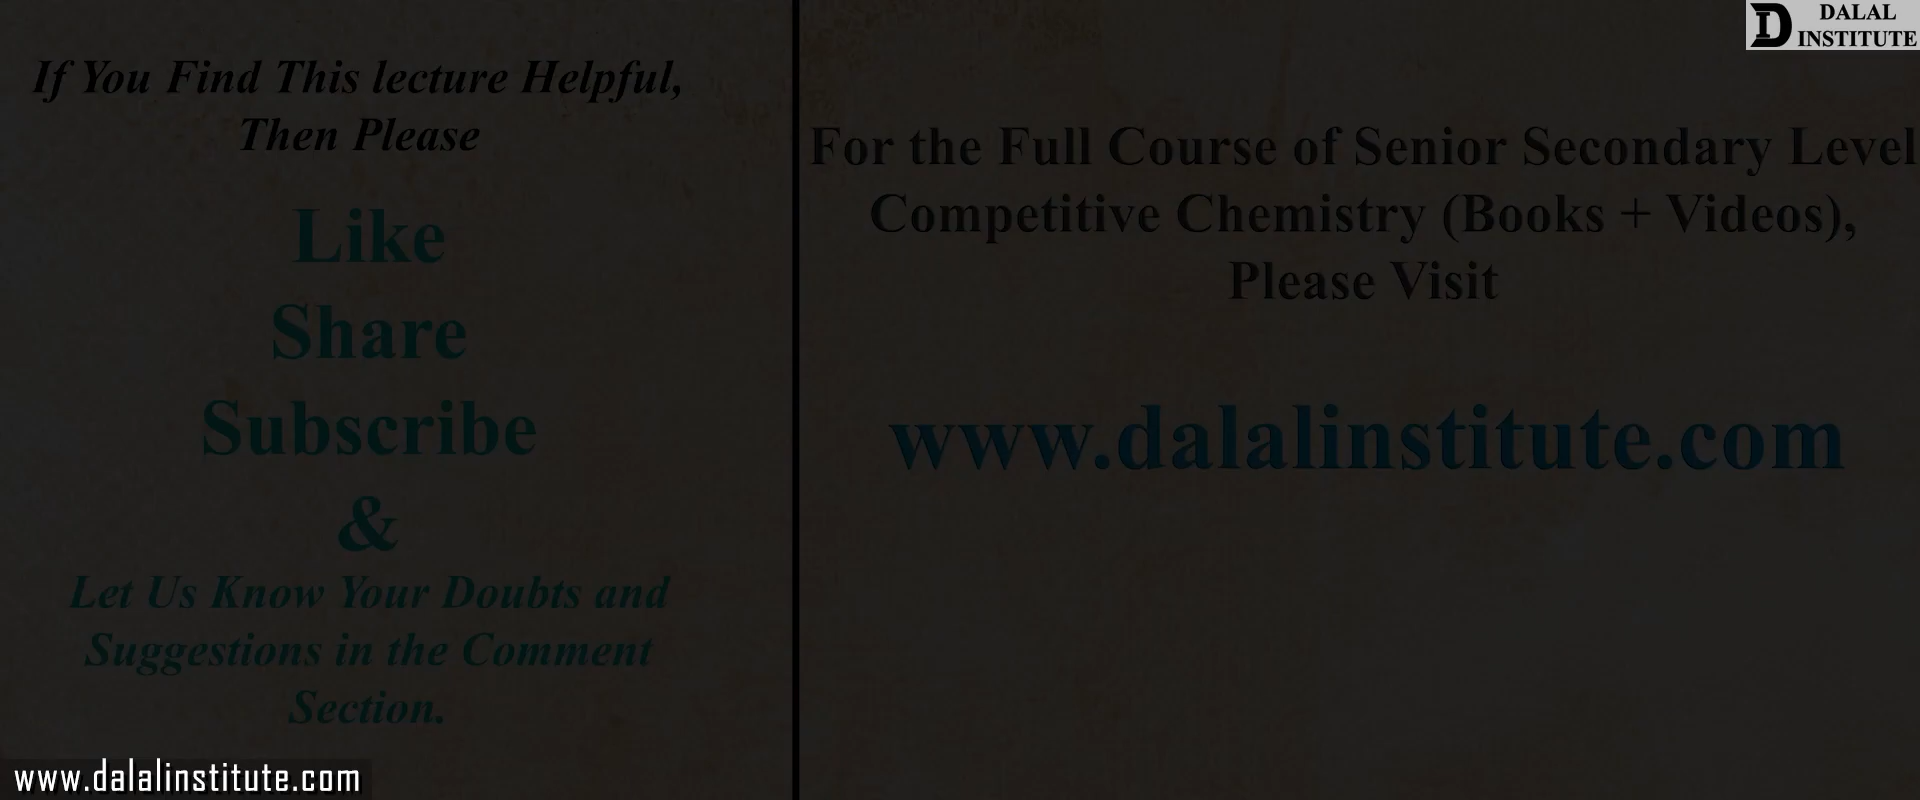 DALAL
INSTITUTE
If You Find This lecture Helpful,
Then Please
Like
Share
Subscribe
&
Let Us Know Your Doubts and
Suggestions in the Comment
Section.
For the Full Course of Senior Secondary Level
Competitive Chemistry (Books + Videos),
Please Visit
www.dalalinstitute.com
www.dalalinstitute.com